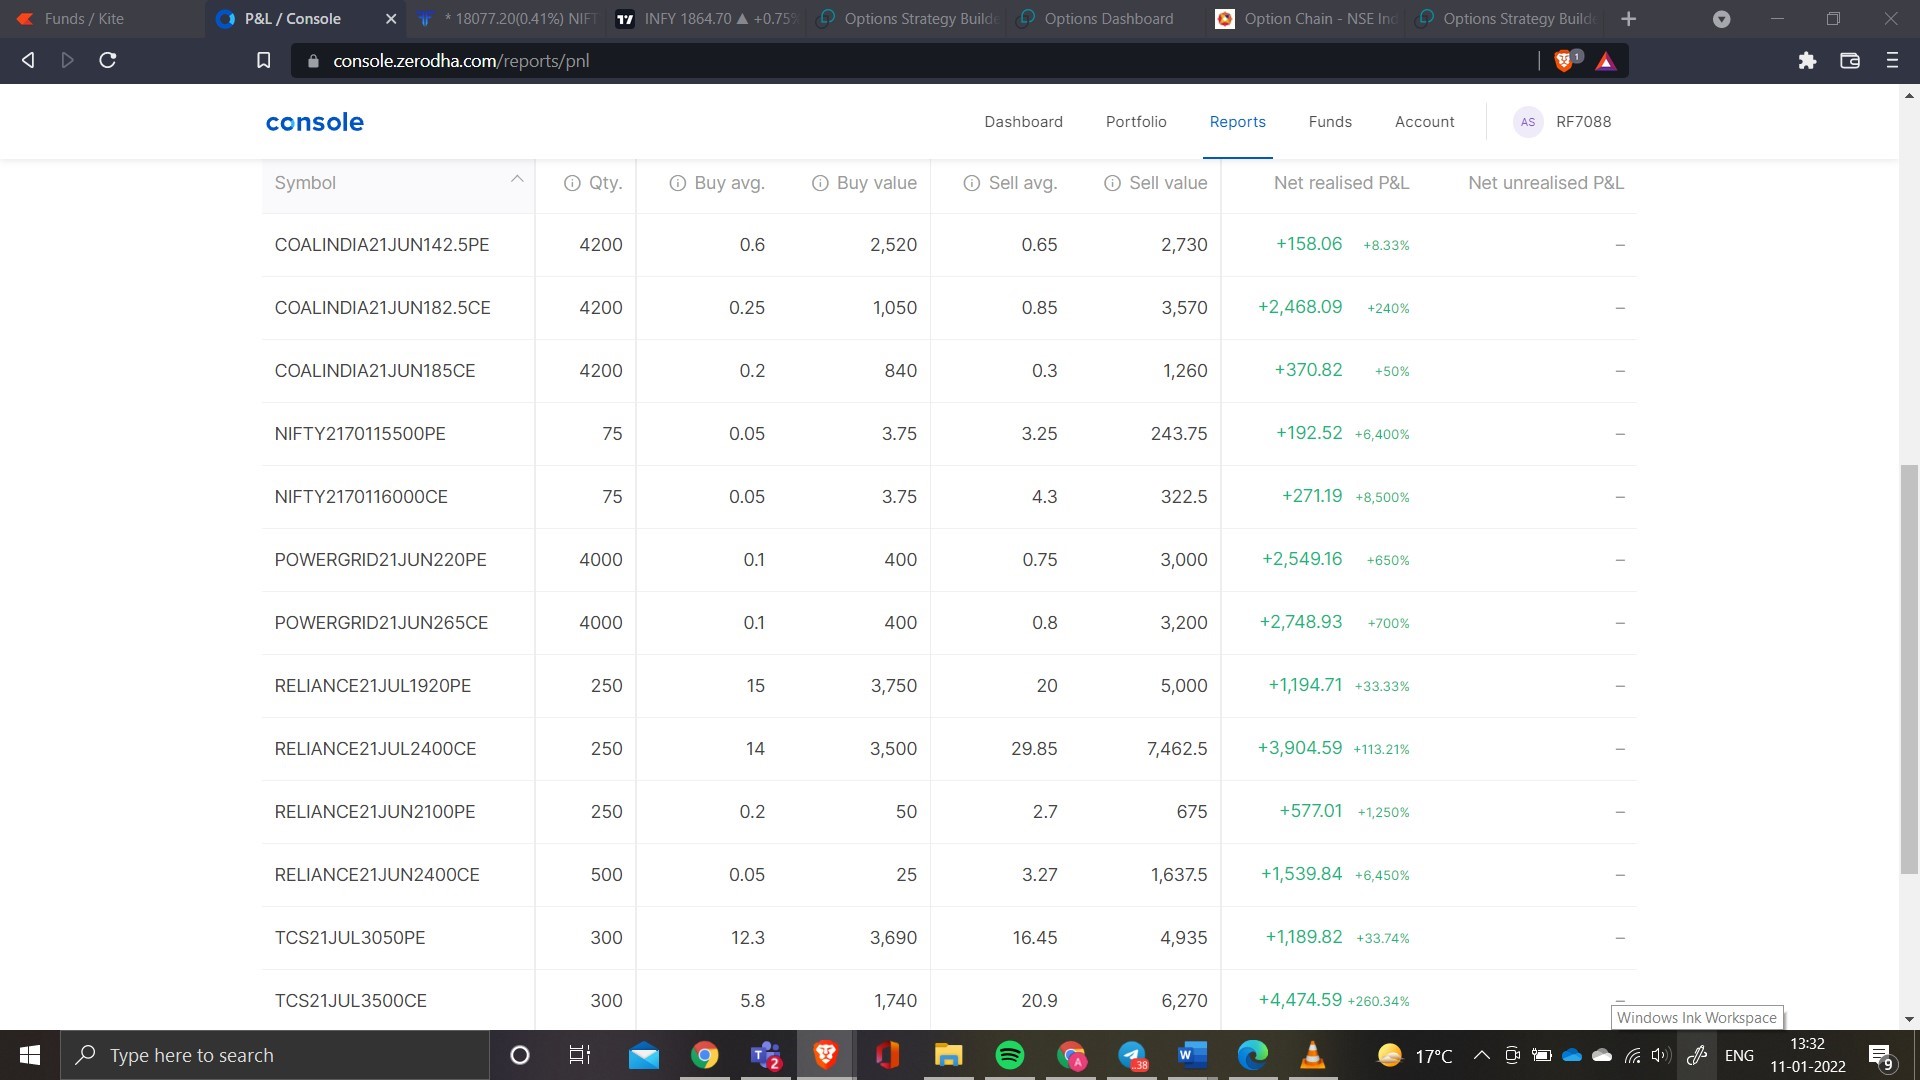 Funds / Kite
P&L / Console
* 18077.20(0.41%) NIFT
INFY 1864.70 ▲ +0.75%
Options Strategy Builde
Options Dashboard
Option Chain - NSE Ind
Options Strategy Builde
console.zerodha.com/reports/pnl
1
console
Dashboard Portfolio Reports Funds Account AS RF7088
Symbol Qty. Buy avg. Buy value Sell avg. Sell value Net realised P&L Net unrealised P&L
COALINDIA21JUN142.5PE 4200 0.6 2,520 0.65 2,730 +158.06 +8.33% –
COALINDIA21JUN182.5CE 4200 0.25 1,050 0.85 3,570 +2,468.09 +240% –
COALINDIA21JUN185CE 4200 0.2 840 0.3 1,260 +370.82 +50% –
NIFTY2170115500PE 75 0.05 3.75 3.25 243.75 +192.52 +6,400% –
NIFTY2170116000CE 75 0.05 3.75 4.3 322.5 +271.19 +8,500% –
POWERGRID21JUN220PE 4000 0.1 400 0.75 3,000 +2,549.16 +650% –
POWERGRID21JUN265CE 4000 0.1 400 0.8 3,200 +2,748.93 +700% –
RELIANCE21JUL1920PE 250 15 3,750 20 5,000 +1,194.71 +33.33% –
RELIANCE21JUL2400CE 250 14 3,500 29.85 7,462.5 +3,904.59 +113.21% –
RELIANCE21JUN2100PE 250 0.2 50 2.7 675 +577.01 +1,250% –
RELIANCE21JUN2400CE 500 0.05 25 3.27 1,637.5 +1,539.84 +6,450% –
TCS21JUL3050PE 300 12.3 3,690 16.45 4,935 +1,189.82 +33.74% –
TCS21JUL3500CE 300 5.8 1,740 20.9 6,270 +4,474.59 +260.34% –
Windows Ink Workspace
Type here to search
2
A
38
17°C
ENG
13:32
11-01-2022
9